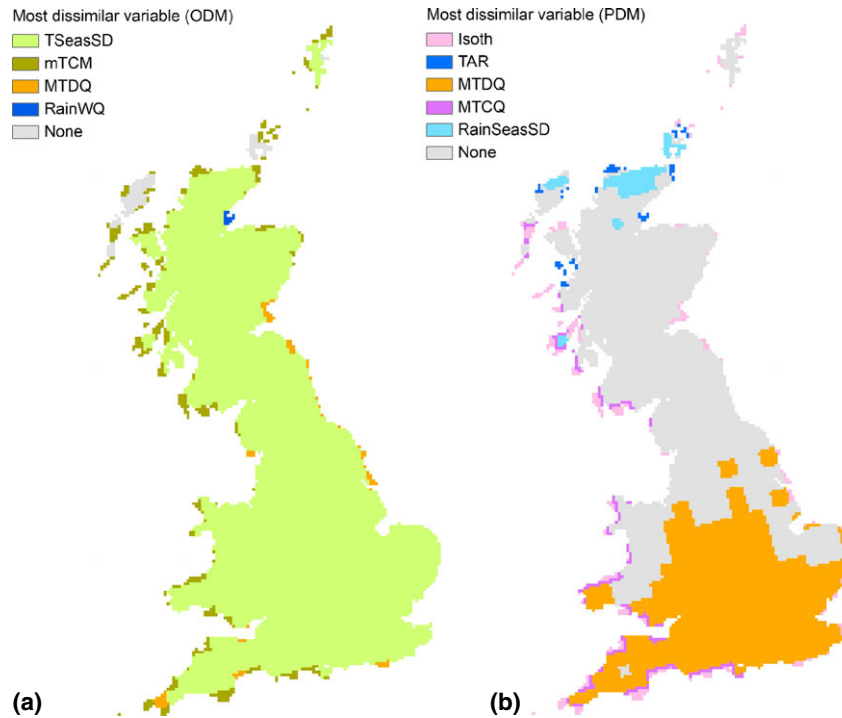 Most dissimilar variable (ODM)
TSeasSD
mTCM
MTDQ
RainWQ
None
(a)
Most dissimilar variable (PDM)
Isoth
TAR
MTDQ
MTCQ
RainSeasSD
None
(b)